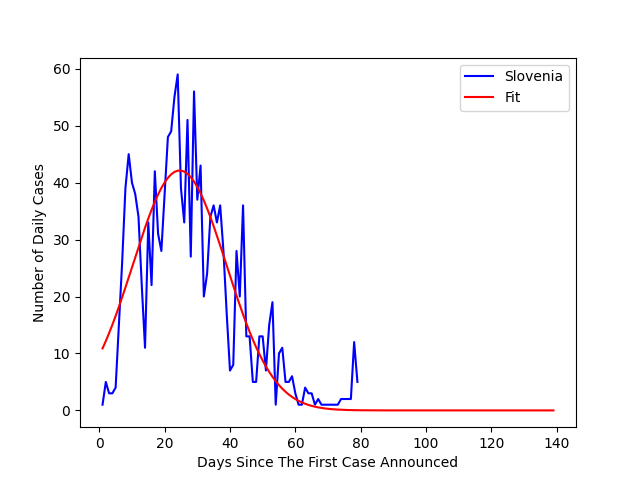 Slovenia
Fit
60
50
40
30
20
10
0
Number of Daily Cases
0 20 40 60 80 100 120 140
Days Since The First Case Announced